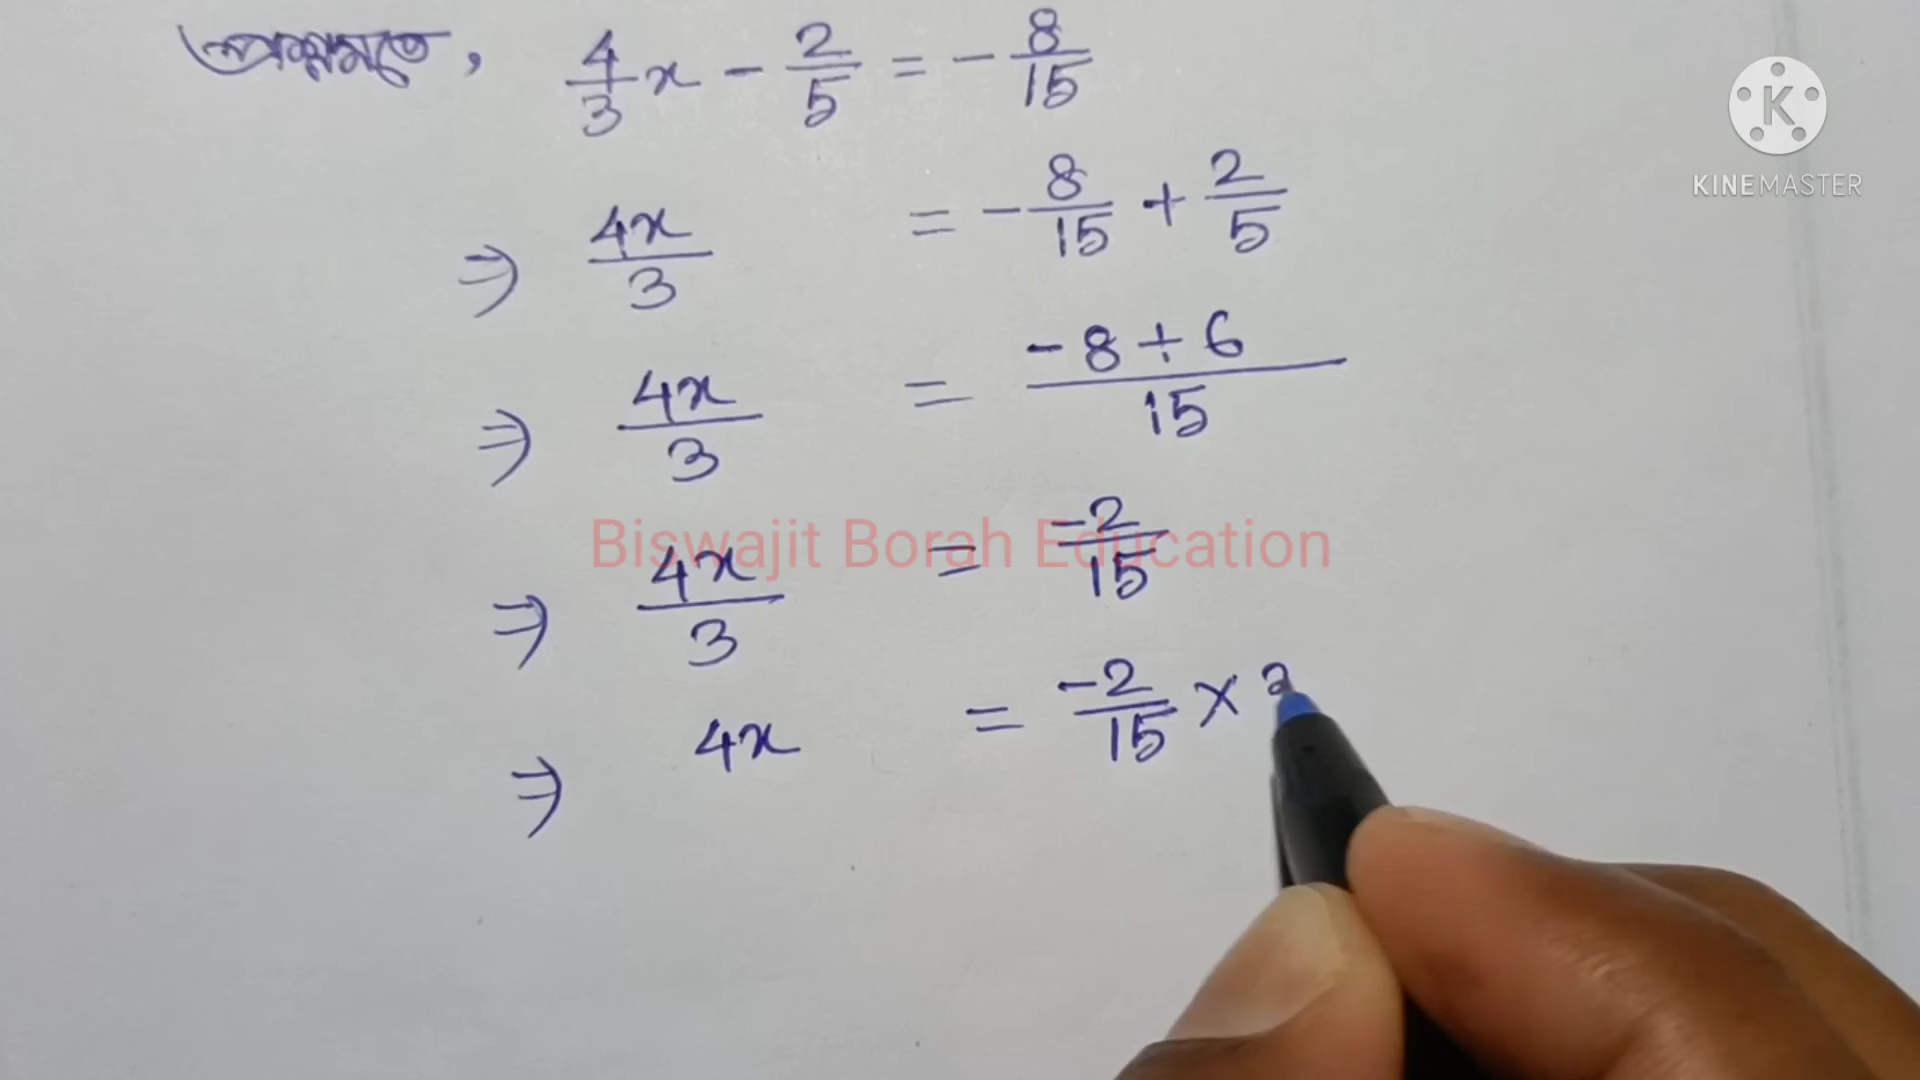 প্ৰশ্নমতে, 4/3 x - 2/5 = - 8/15
⇒ 4x/3 = - 8/15 + 2/5
⇒ 4x/3 = (-8 + 6)/15
⇒ 4x/3 = -2/15
⇒ 4x = -2/15 ×
K
KINEMASTER
Biswajit Borah Education